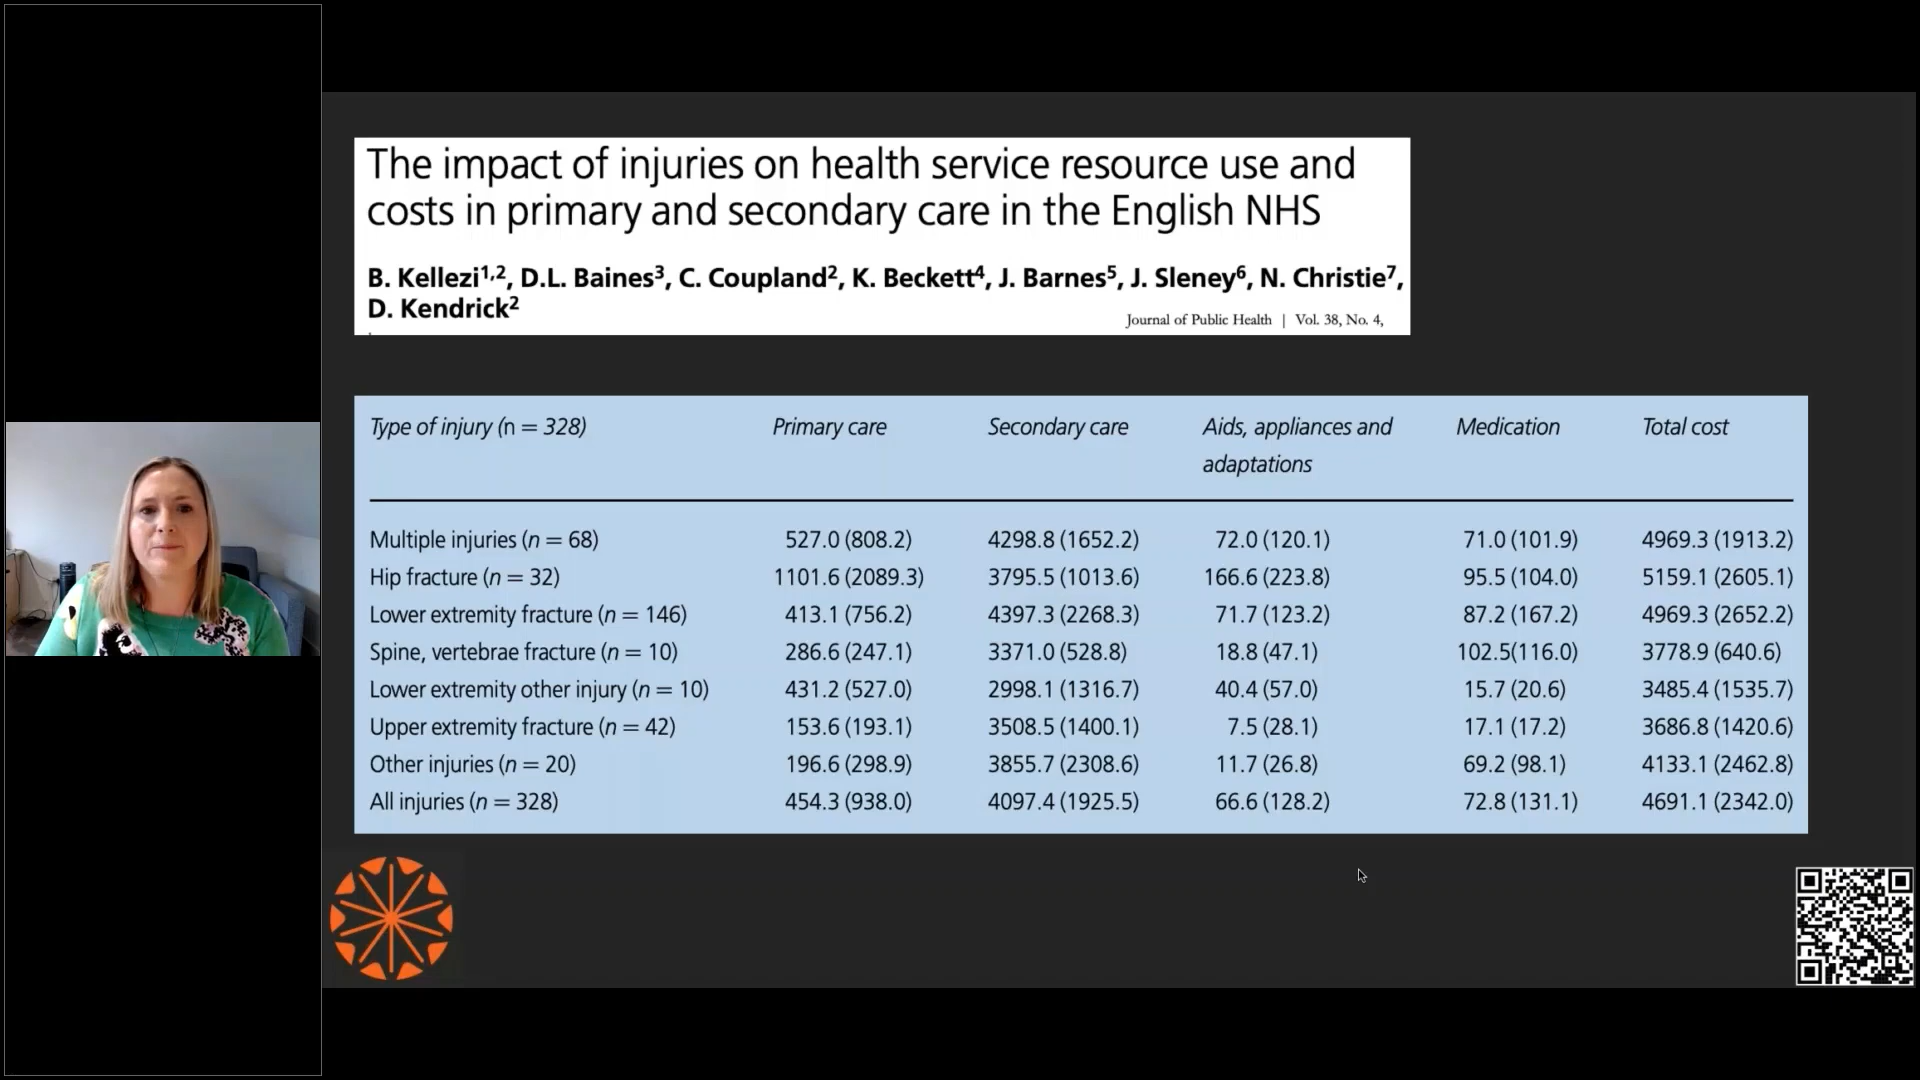 The impact of injuries on health service resource use and
costs in primary and secondary care in the English NHS
B. Kellezi1,2, D.L. Baines3, C. Coupland2, K. Beckett4, J. Barnes5, J. Sleney6, N. Christie7,
D. Kendrick2
Journal of Public Health | Vol. 38, No. 4,
Type of injury (n = 328) Primary care Secondary care Aids, appliances and Medication Total cost
adaptations
Multiple injuries (n = 68) 527.0 (808.2) 4298.8 (1652.2) 72.0 (120.1) 71.0 (101.9) 4969.3 (1913.2)
Hip fracture (n = 32) 1101.6 (2089.3) 3795.5 (1013.6) 166.6 (223.8) 95.5 (104.0) 5159.1 (2605.1)
Lower extremity fracture (n = 146) 413.1 (756.2) 4397.3 (2268.3) 71.7 (123.2) 87.2 (167.2) 4969.3 (2652.2)
Spine, vertebrae fracture (n = 10) 286.6 (247.1) 3371.0 (528.8) 18.8 (47.1) 102.5(116.0) 3778.9 (640.6)
Lower extremity other injury (n = 10) 431.2 (527.0) 2998.1 (1316.7) 40.4 (57.0) 15.7 (20.6) 3485.4 (1535.7)
Upper extremity fracture (n = 42) 153.6 (193.1) 3508.5 (1400.1) 7.5 (28.1) 17.1 (17.2) 3686.8 (1420.6)
Other injuries (n = 20) 196.6 (298.9) 3855.7 (2308.6) 11.7 (26.8) 69.2 (98.1) 4133.1 (2462.8)
All injuries (n = 328) 454.3 (938.0) 4097.4 (1925.5) 66.6 (128.2) 72.8 (131.1) 4691.1 (2342.0)